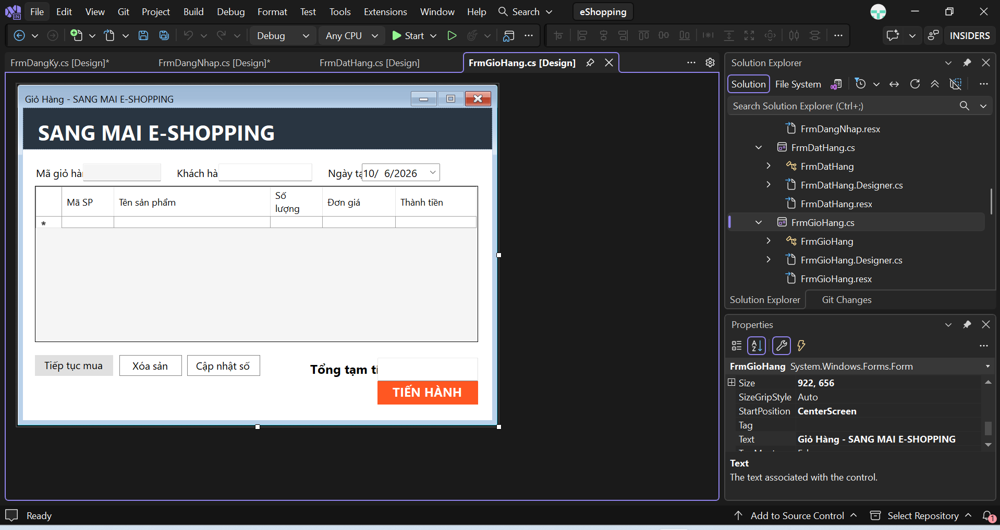 File Edit View Git Project Build Debug Format Test Tools Extensions Window Help Search eShopping
Debug Any CPU Start INSIDERS
FrmDangKy.cs [Design]* FrmDangNhap.cs [Design]* FrmDatHang.cs [Design] FrmGioHang.cs [Design]
Giỏ Hàng - SANG MAI E-SHOPPING
SANG MAI E-SHOPPING
Mã giỏ hàn Khách hà Ngày tạ 10/ 6/2026
Mã SP Tên sản phẩm Số lượng Đơn giá Thành tiền
*
Tiếp tục mua Xóa sản Cập nhật số Tổng tạm tí
TIẾN HÀNH
Solution Explorer
Solution File System
Search Solution Explorer (Ctrl+;)
FrmDangNhap.resx
FrmDatHang.cs
FrmDatHang
FrmDatHang.Designer.cs
FrmDatHang.resx
FrmGioHang.cs
FrmGioHang
FrmGioHang.Designer.cs
FrmGioHang.resx
Solution Explorer Git Changes
Properties
FrmGioHang System.Windows.Forms.Form
Size 922, 656
SizeGripStyle Auto
StartPosition CenterScreen
Tag
Text Giỏ Hàng - SANG MAI E-SHOPPING
Text
The text associated with the control.
Ready Add to Source Control Select Repository 1